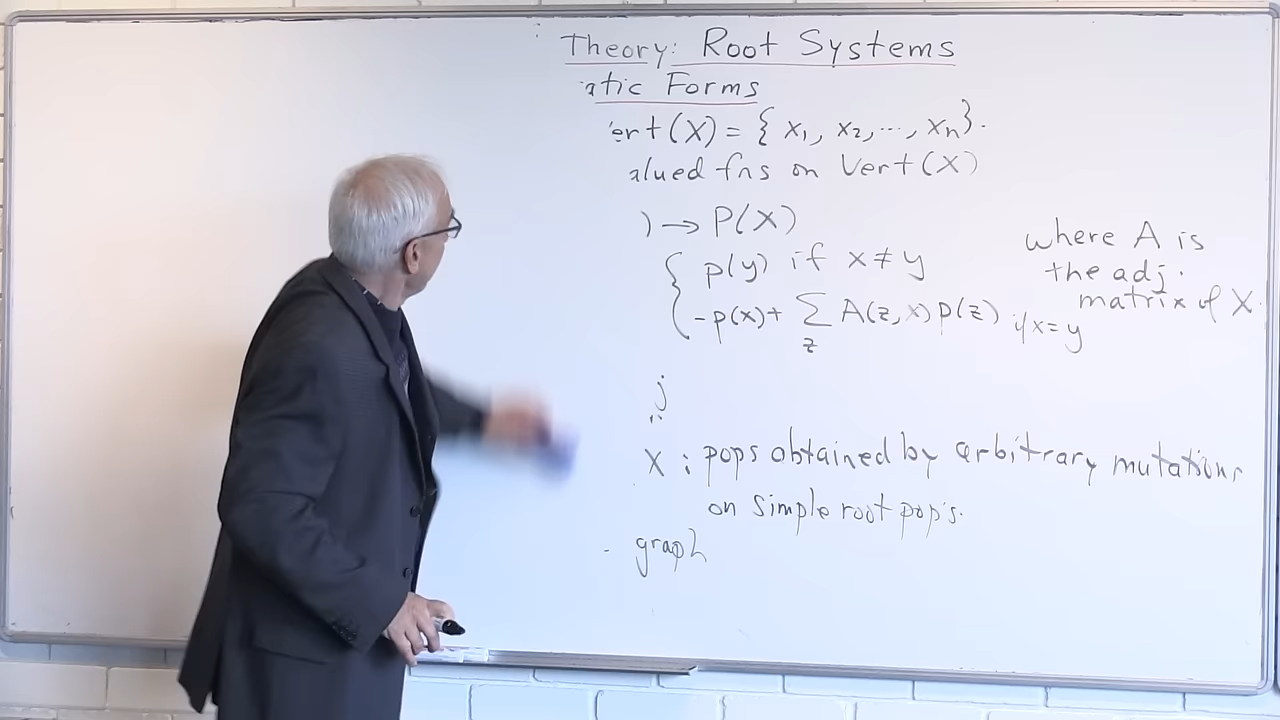 Theory: Root Systems
atic Forms
ert(X) = { x1, x2, ..., xn}.
alued fns on Vert(X)
) → P(X)
{ p(y) if x ≠ y
-p(x)+ ∑ A(z,x) p(z) if x=y
z
where A is
the adj.
matrix of X.
j
X : pops obtained by arbitrary mutations
on simple root pops.
graph